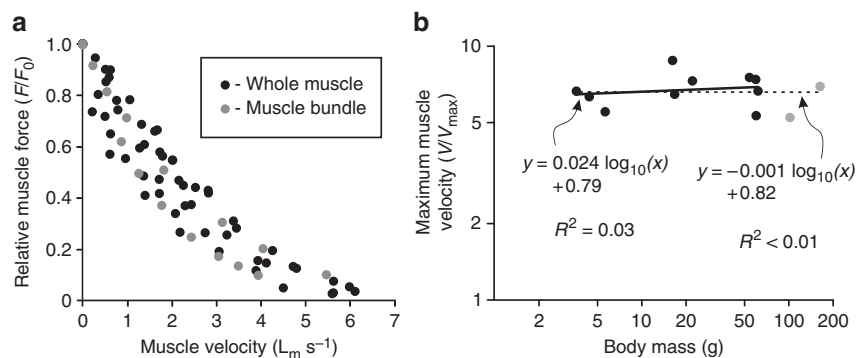 a
Relative muscle force (F/F0)
1.0
0.8
0.6
0.4
0.2
0
0 1 2 3 4 5 6 7
Muscle velocity (Lm s–1)
- Whole muscle
- Muscle bundle
b
Maximum muscle
velocity (V/Vmax)
10
5
2
1
2 5 10 20 50 100 200
Body mass (g)
y = 0.024 log10(x)
+0.79
R2 = 0.03
y = –0.001 log10(x)
+0.82
R2 < 0.01